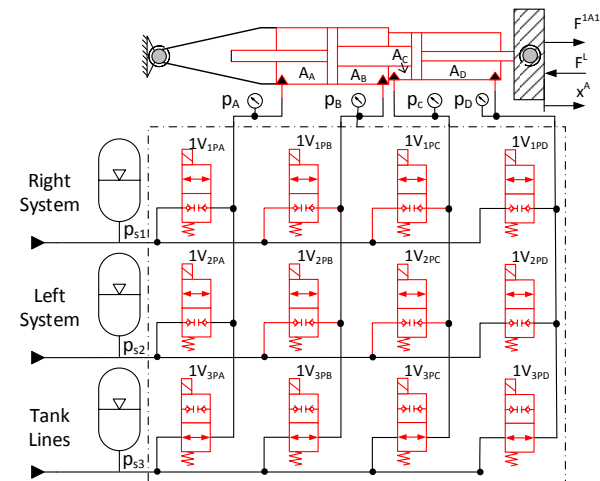 F^1A1
A_C
A_A A_B A_D
F^L
p_A p_B p_c p_D
x^A
1V_1PA 1V_1PB 1V_1PC 1V_1PD
Right
System
p_s1
1V_2PA 1V_2PB 1V_2PC 1V_2PD
Left
System
p_s2
1V_3PA 1V_3PB 1V_3PC 1V_3PD
Tank
Lines
p_s3